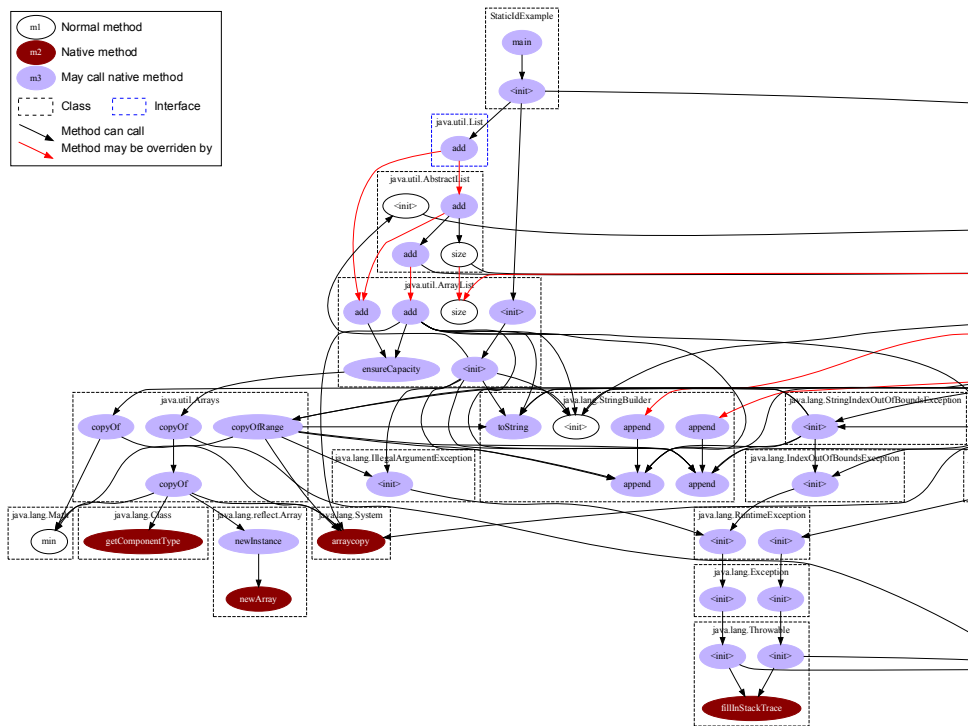 StaticIdExample
m1 Normal method
main
m2 Native method
m3 May call native method
<init>
Class Interface
java.util.List
Method can call
Method may be overriden by
add
java.util.AbstractList
<init>
add
add
size
java.util.ArrayList
add
add
size
<init>
ensureCapacity
<init>
java.util.Arrays
java.lang.StringBuilder
java.lang.StringIndexOutOfBoundsException
copyOf
copyOf
copyOfRange
toString
<init>
append
append
<init>
java.lang.IllegalArgumentException
java.lang.IndexOutOfBoundsException
copyOf
<init>
append
append
<init>
java.lang.Math
java.lang.Class
java.lang.reflect.Array
java.lang.System
java.lang.RuntimeException
min
getComponentType
newInstance
arraycopy
<init>
<init>
java.lang.Exception
newArray
<init>
<init>
java.lang.Throwable
<init>
<init>
fillInStackTrace